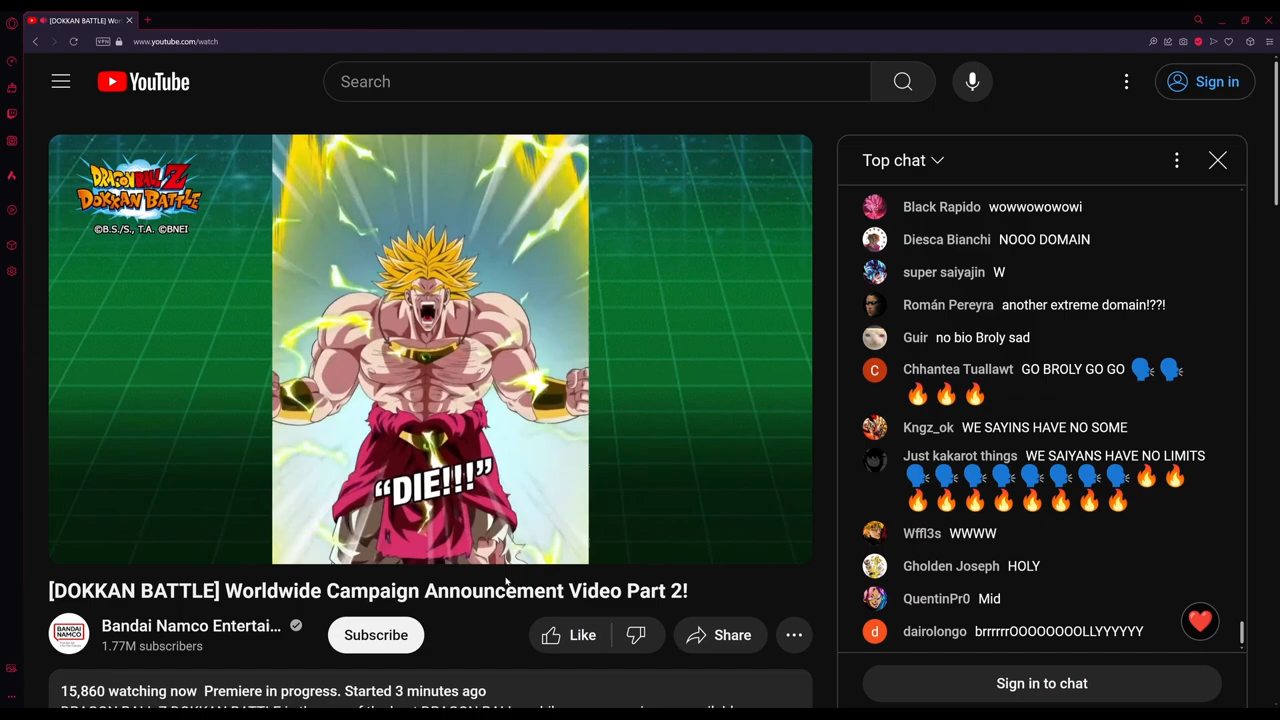 [DOKKAN BATTLE] Wor
VPN
www.youtube.com/watch
YouTube
Search
Sign in
DRAGON BALL Z
DOKKAN BATTLE
©B.S./S., T.A. ©BNEI
"DIE!!!"
[DOKKAN BATTLE] Worldwide Campaign Announcement Video Part 2!
BANDAI
NAMCO
Bandai Namco Entertai...
1.77M subscribers
Subscribe
Like
Share
15,860 watching now Premiere in progress. Started 3 minutes ago
Top chat
Black Rapido wowwowowowi
Diesca Bianchi NOOO DOMAIN
super saiyajin W
Román Pereyra another extreme domain!??!
Guir no bio Broly sad
C
Chhantea Tuallawt GO BROLY GO GO 🗣️🗣️
🔥🔥🔥
Kngz_ok WE SAYINS HAVE NO SOME
Just kakarot things WE SAIYANS HAVE NO LIMITS
🗣️🗣️🗣️🗣️🗣️🗣️🗣️🗣️🔥🔥
🔥🔥🔥🔥🔥🔥🔥🔥
Wffl3s WWWW
Gholden Joseph HOLY
QuentinPr0 Mid
d
dairolongo brrrrrrOOOOOOOOLLYYYYYY
Sign in to chat